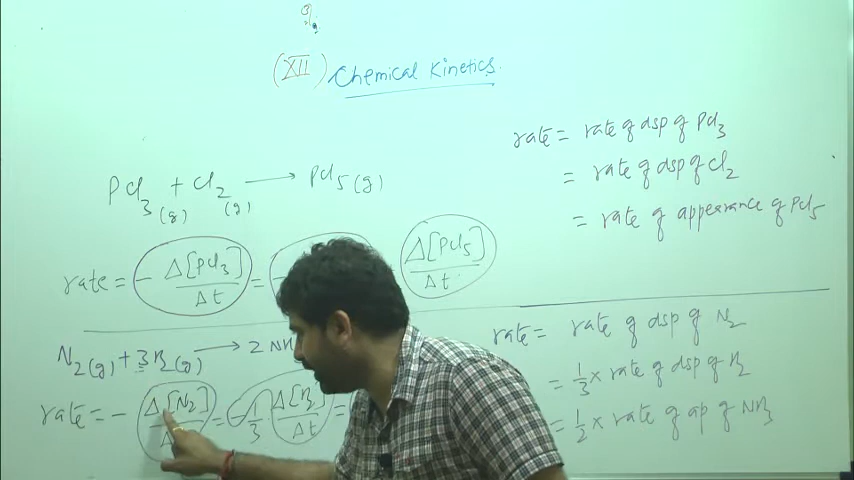 (XII) Chemical Kinetics.
PCl3(g) + Cl2(g) ⟶ PCl5(g)
rate = - Δ[PCl3]/Δt = - Δ[PCl5]/Δt
rate = rate of dsp of PCl3
= rate of dsp of Cl2
= rate of appearance of PCl5
N2(g) + 3H2(g) ⟶ 2 NH
rate = - Δ[N2]/Δ = - 1/3 Δ[H2]/Δt =
rate = rate of dsp of N2
= 1/3 × rate of dsp of H2
= 1/2 × rate of ap of NH3